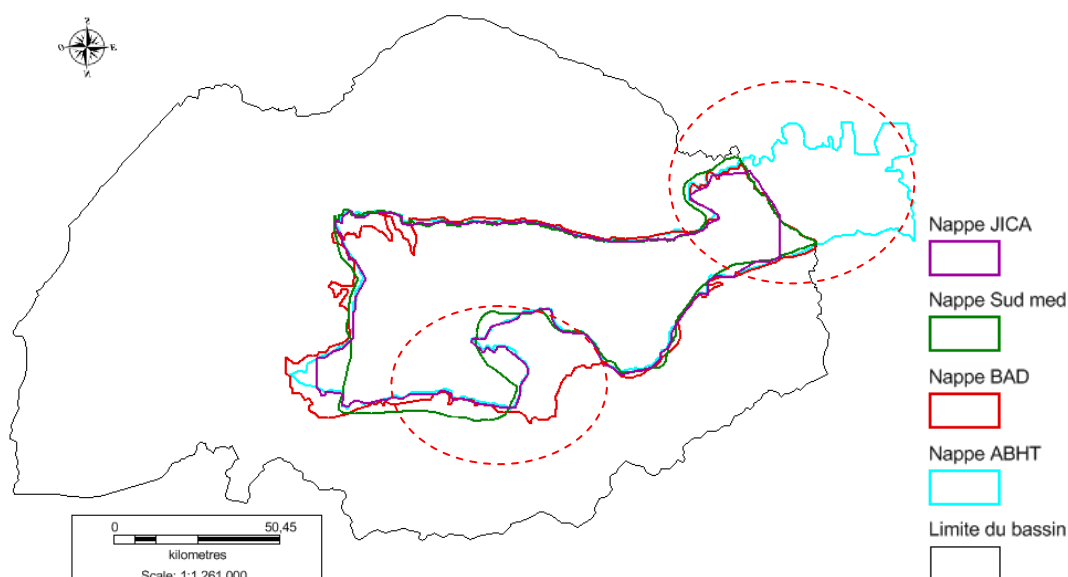 O
E
N
Nappe JICA
Nappe Sud med
Nappe BAD
Nappe ABHT
Limite du bassin
0 50,45
kilometres
Scale: 1:1 261 000